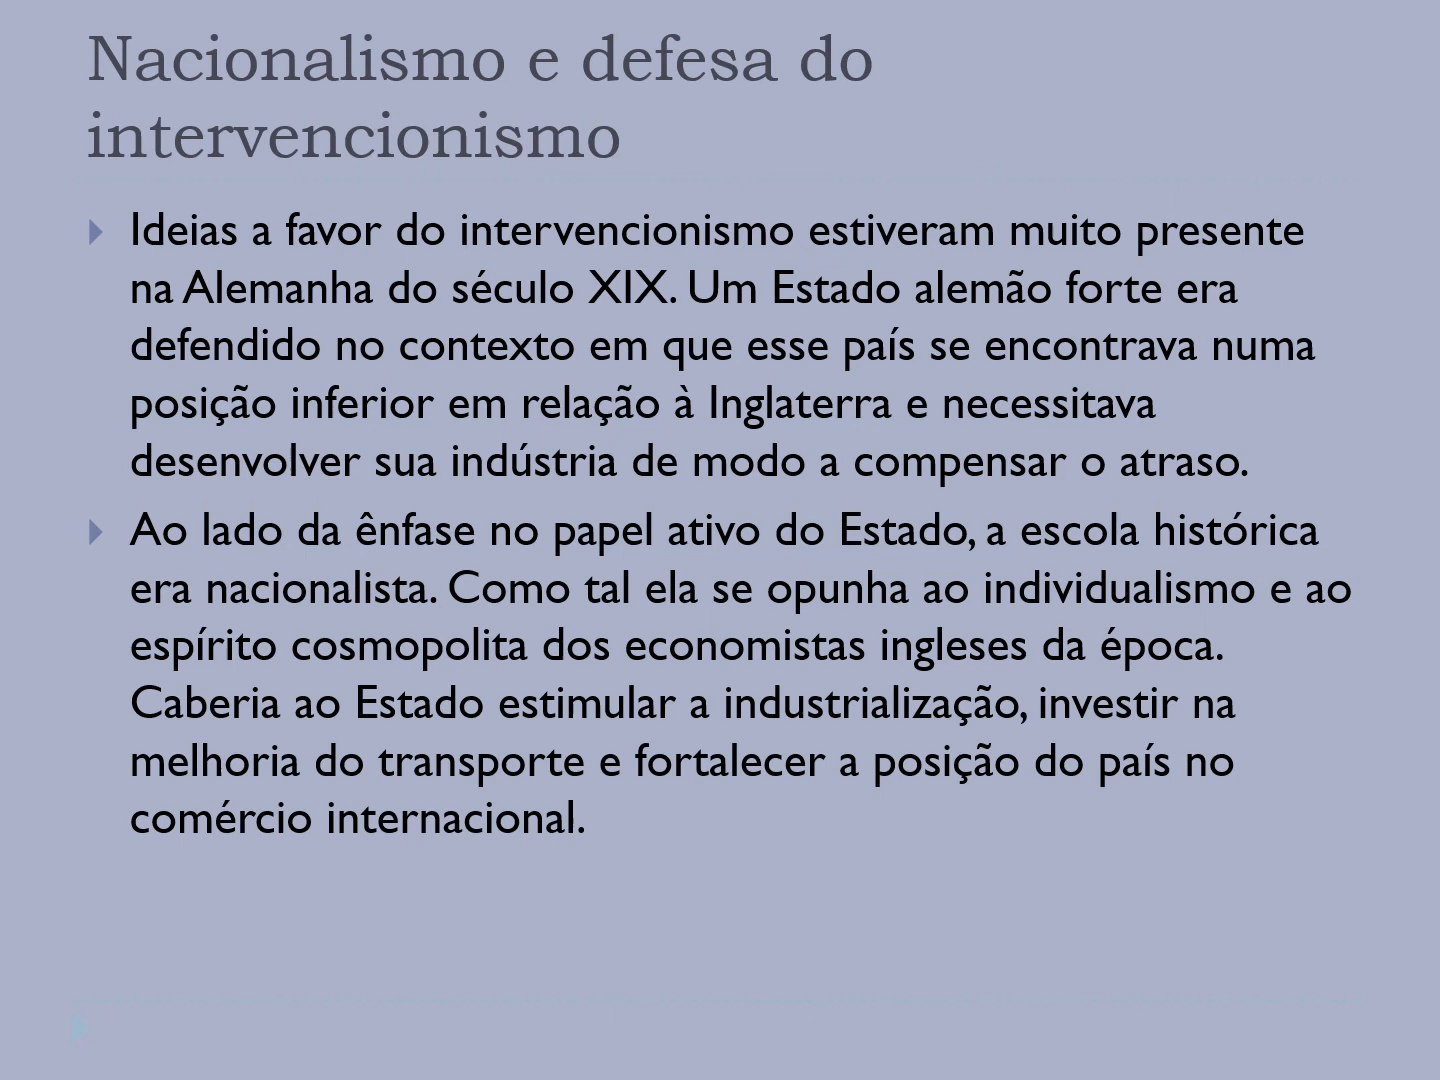 Nacionalismo e defesa do
intervencionismo
Ideias a favor do intervencionismo estiveram muito presente
na Alemanha do século XIX. Um Estado alemão forte era
defendido no contexto em que esse país se encontrava numa
posição inferior em relação à Inglaterra e necessitava
desenvolver sua indústria de modo a compensar o atraso.
Ao lado da ênfase no papel ativo do Estado, a escola histórica
era nacionalista. Como tal ela se opunha ao individualismo e ao
espírito cosmopolita dos economistas ingleses da época.
Caberia ao Estado estimular a industrialização, investir na
melhoria do transporte e fortalecer a posição do país no
comércio internacional.